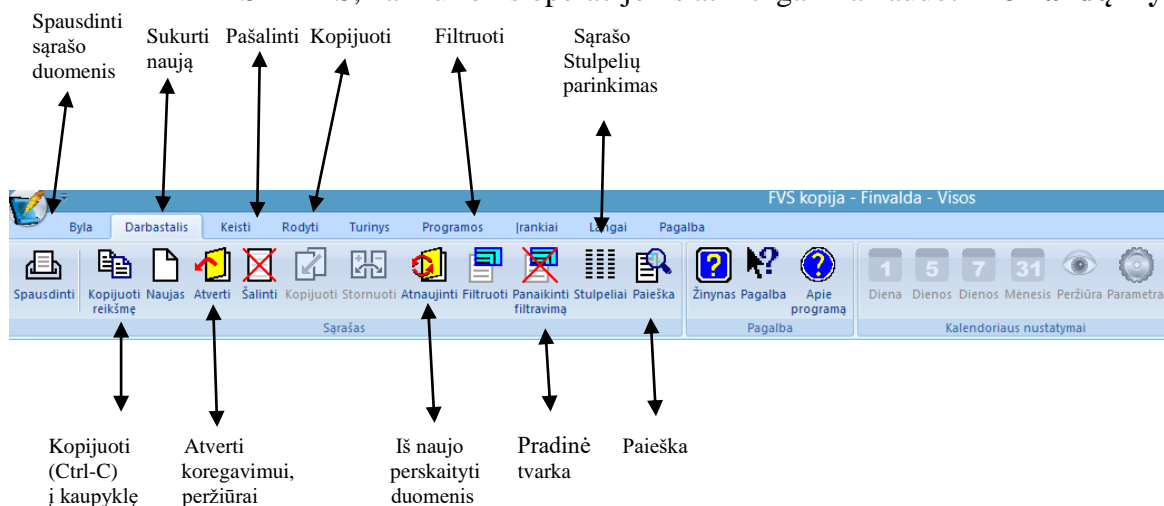 Spausdinti
sąrašo
duomenis
Sukurti
naują
Pašalinti
Kopijuoti
Filtruoti
Sąrašo
Stulpelių
parinkimas
FVS kopija - Finvalda - Visos
Byla Darbastalis Keisti Rodyti Turinys Programos Įrankiai Langai Pagalba
Spausdinti Kopijuoti reikšmę Naujas Atverti Šalinti Kopijuoti Stornuoti Atnaujinti Filtruoti Panaikinti filtravimą Stulpeliai Paieška Žinynas Pagalba Apie programą Diena Dienos Dienos Mėnesis Peržiūra Parametra
1 5 7 31
Sąrašas Pagalba Kalendoriaus nustatymai
Kopijuoti
(Ctrl-C)
į kaupyklę
Atverti
koregavimui,
peržiūrai
Iš naujo
perskaityti
duomenis
Pradinė
tvarka
Paieška